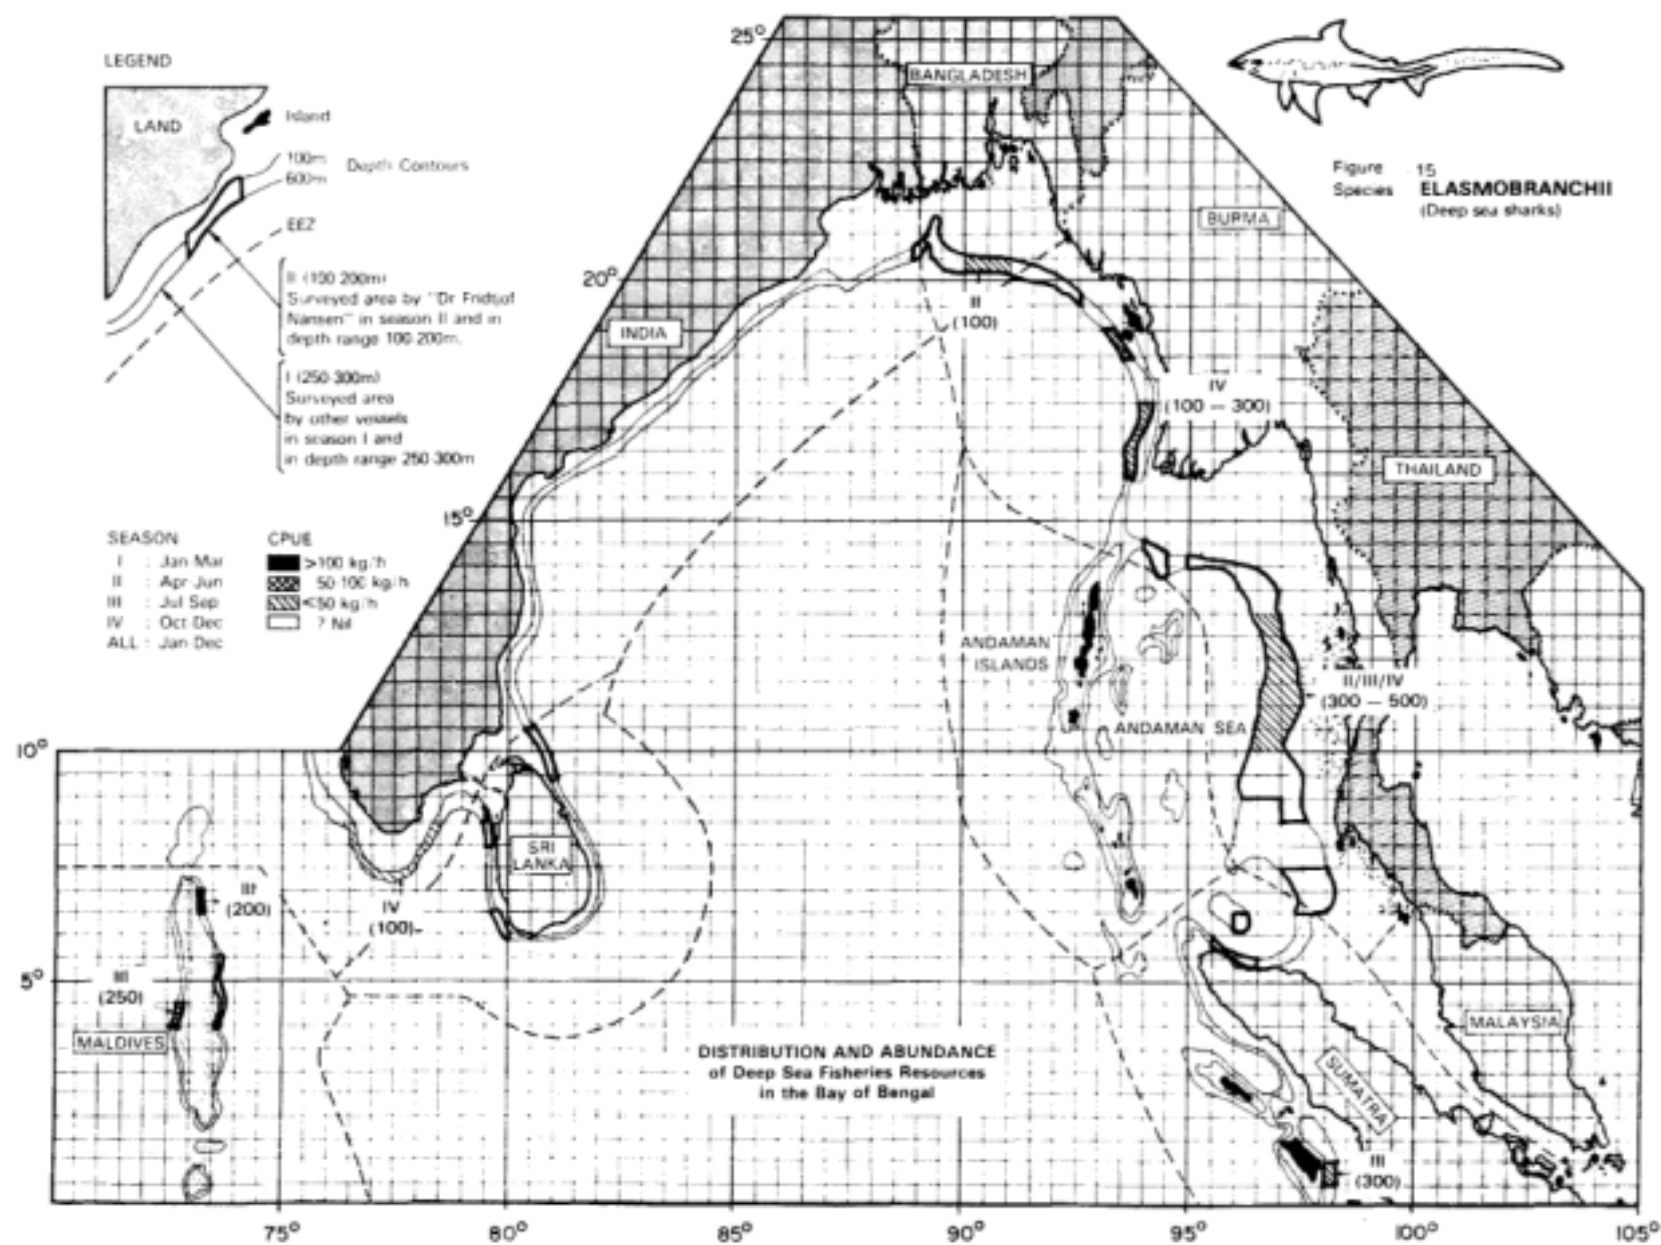 LEGEND
LAND
Island
100m
600m
Depth Contours
EEZ
II (100-200m)
Surveyed area by "Dr Fridtjof
Nansen" in season II and in
depth range 100-200m.
I (250-300m)
Surveyed area
by other vessels
in season I and
in depth range 250-300m
SEASON
I : Jan-Mar
II : Apr-Jun
III : Jul-Sep
IV : Oct-Dec
ALL : Jan-Dec
CPUE
>100 kg/h
50-100 kg/h
<50 kg/h
? Nil
Figure 15
Species ELASMOBRANCHII
(Deep sea sharks)
25°
20°
15°
10°
5°
BANGLADESH
BURMA
INDIA
THAILAND
II
(100)
IV
(100 – 300)
ANDAMAN
ISLANDS
ANDAMAN SEA
II/III/IV
(300 – 500)
SRI
LANKA
IV
(100)
III
(200)
III
(250)
MALDIVES
MALAYSIA
SUMATRA
III
(300)
DISTRIBUTION AND ABUNDANCE
of Deep Sea Fisheries Resources
in the Bay of Bengal
75°
80°
85°
90°
95°
100°
105°